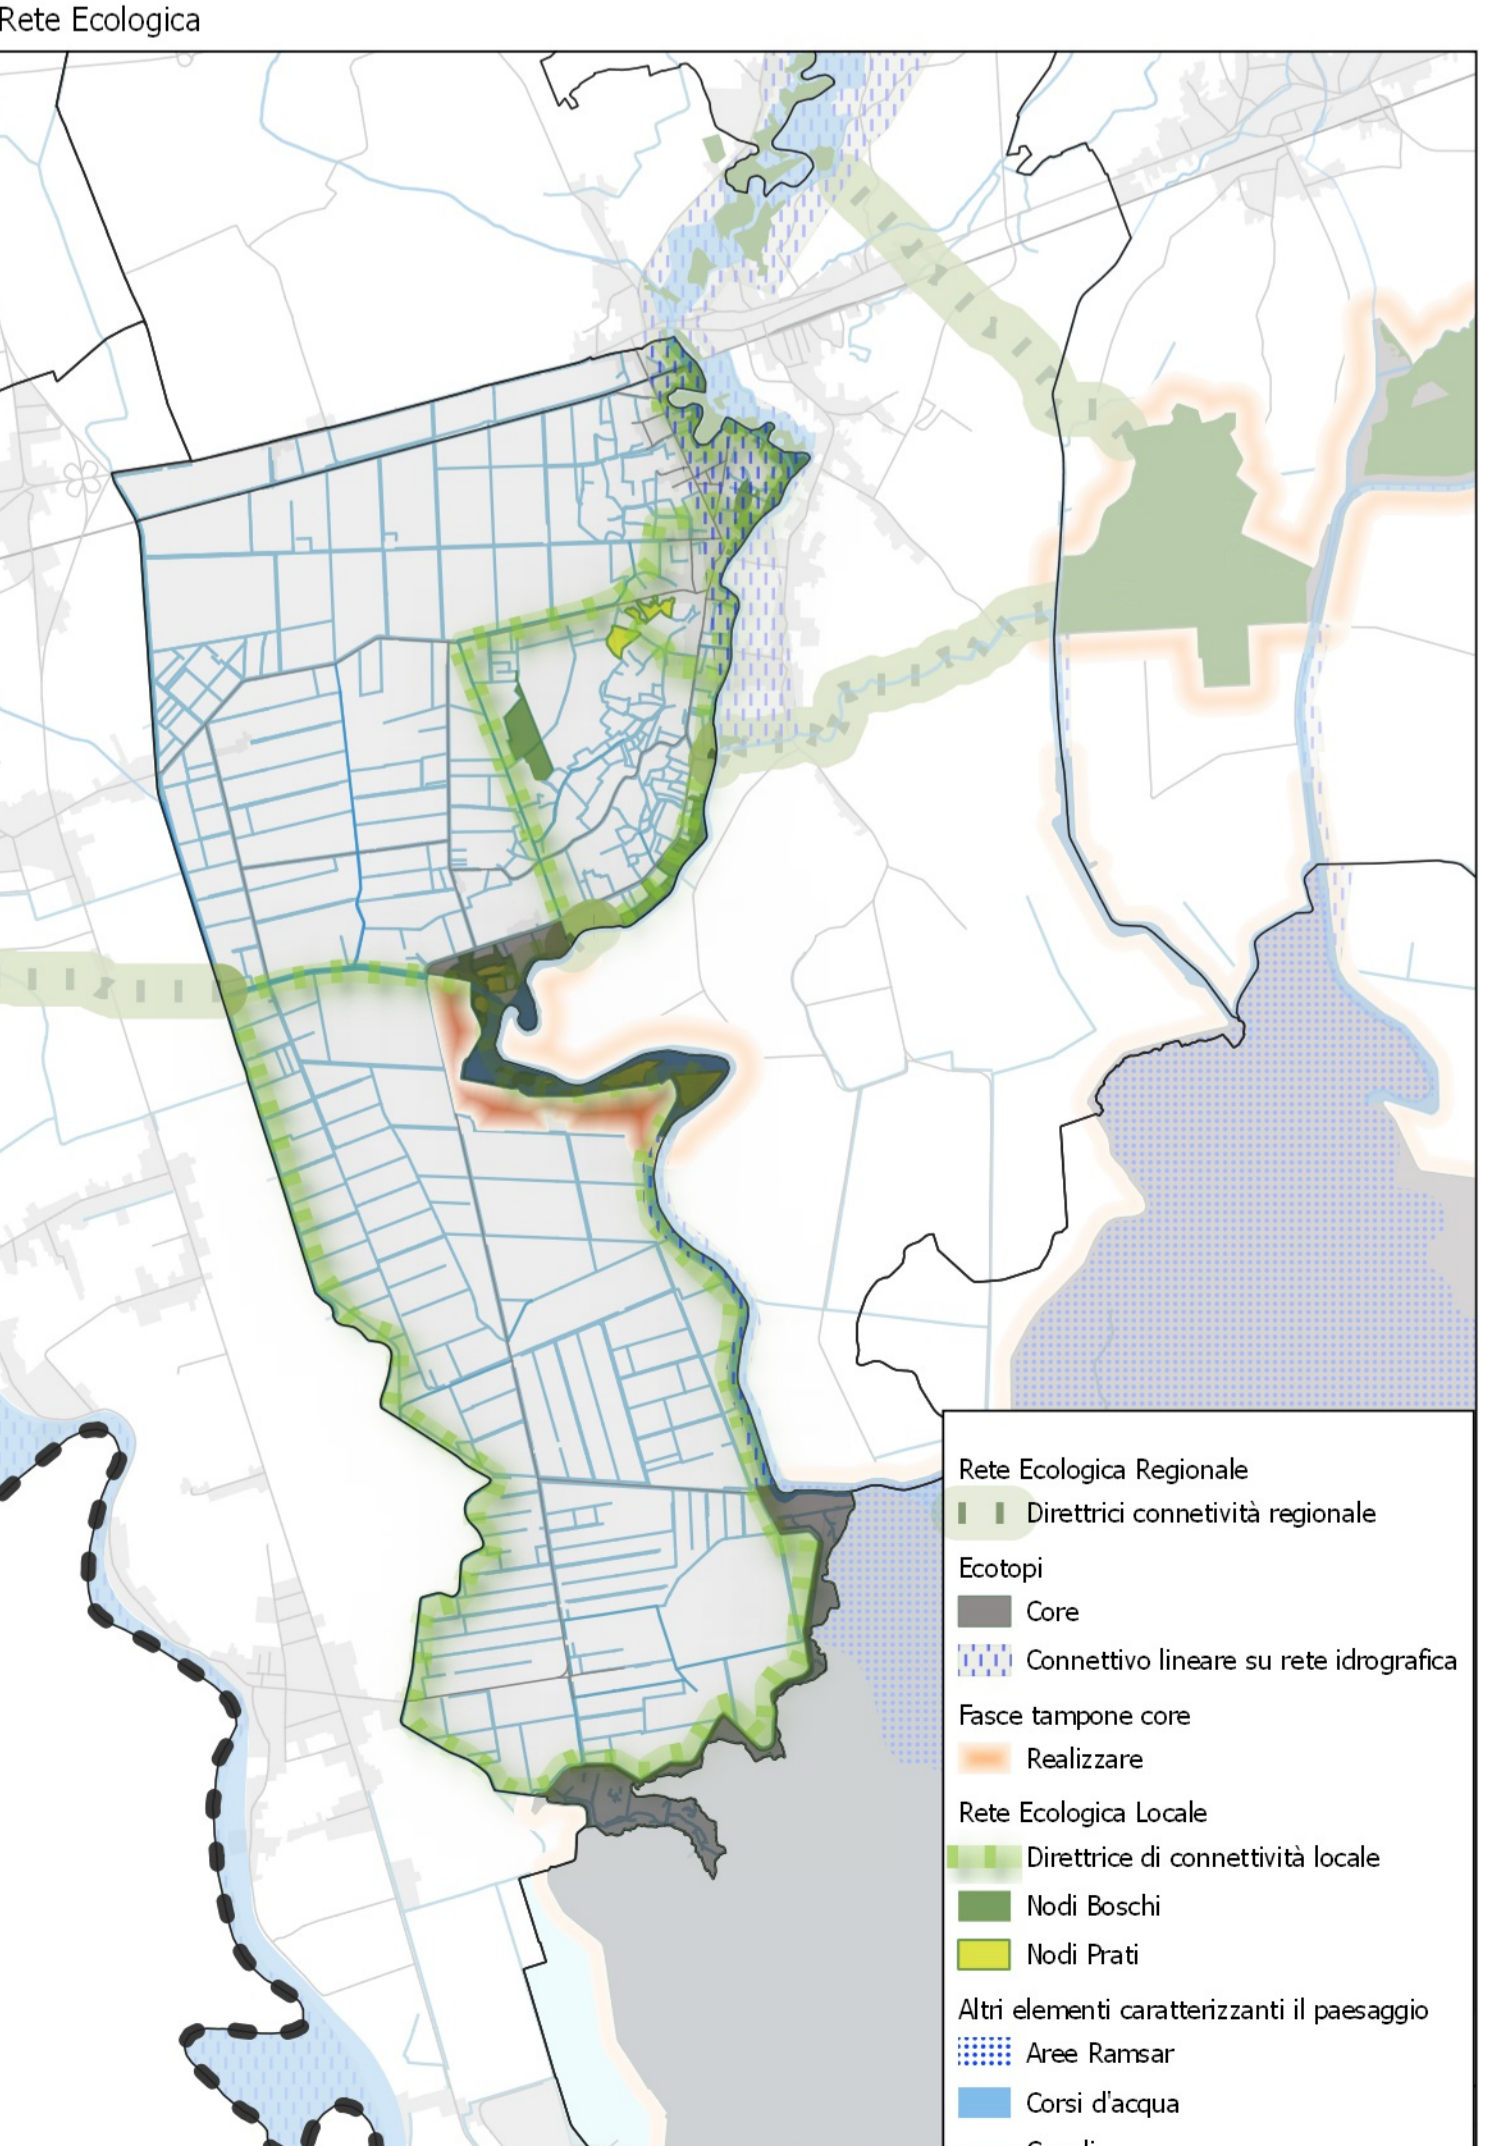 Rete Ecologica
Rete Ecologica Regionale
Direttrici connetività regionale
Ecotopi
Core
Connettivo lineare su rete idrografica
Fasce tampone core
Realizzare
Rete Ecologica Locale
Direttrice di connettività locale
Nodi Boschi
Nodi Prati
Altri elementi caratterizzanti il paesaggio
Aree Ramsar
Corsi d'acqua